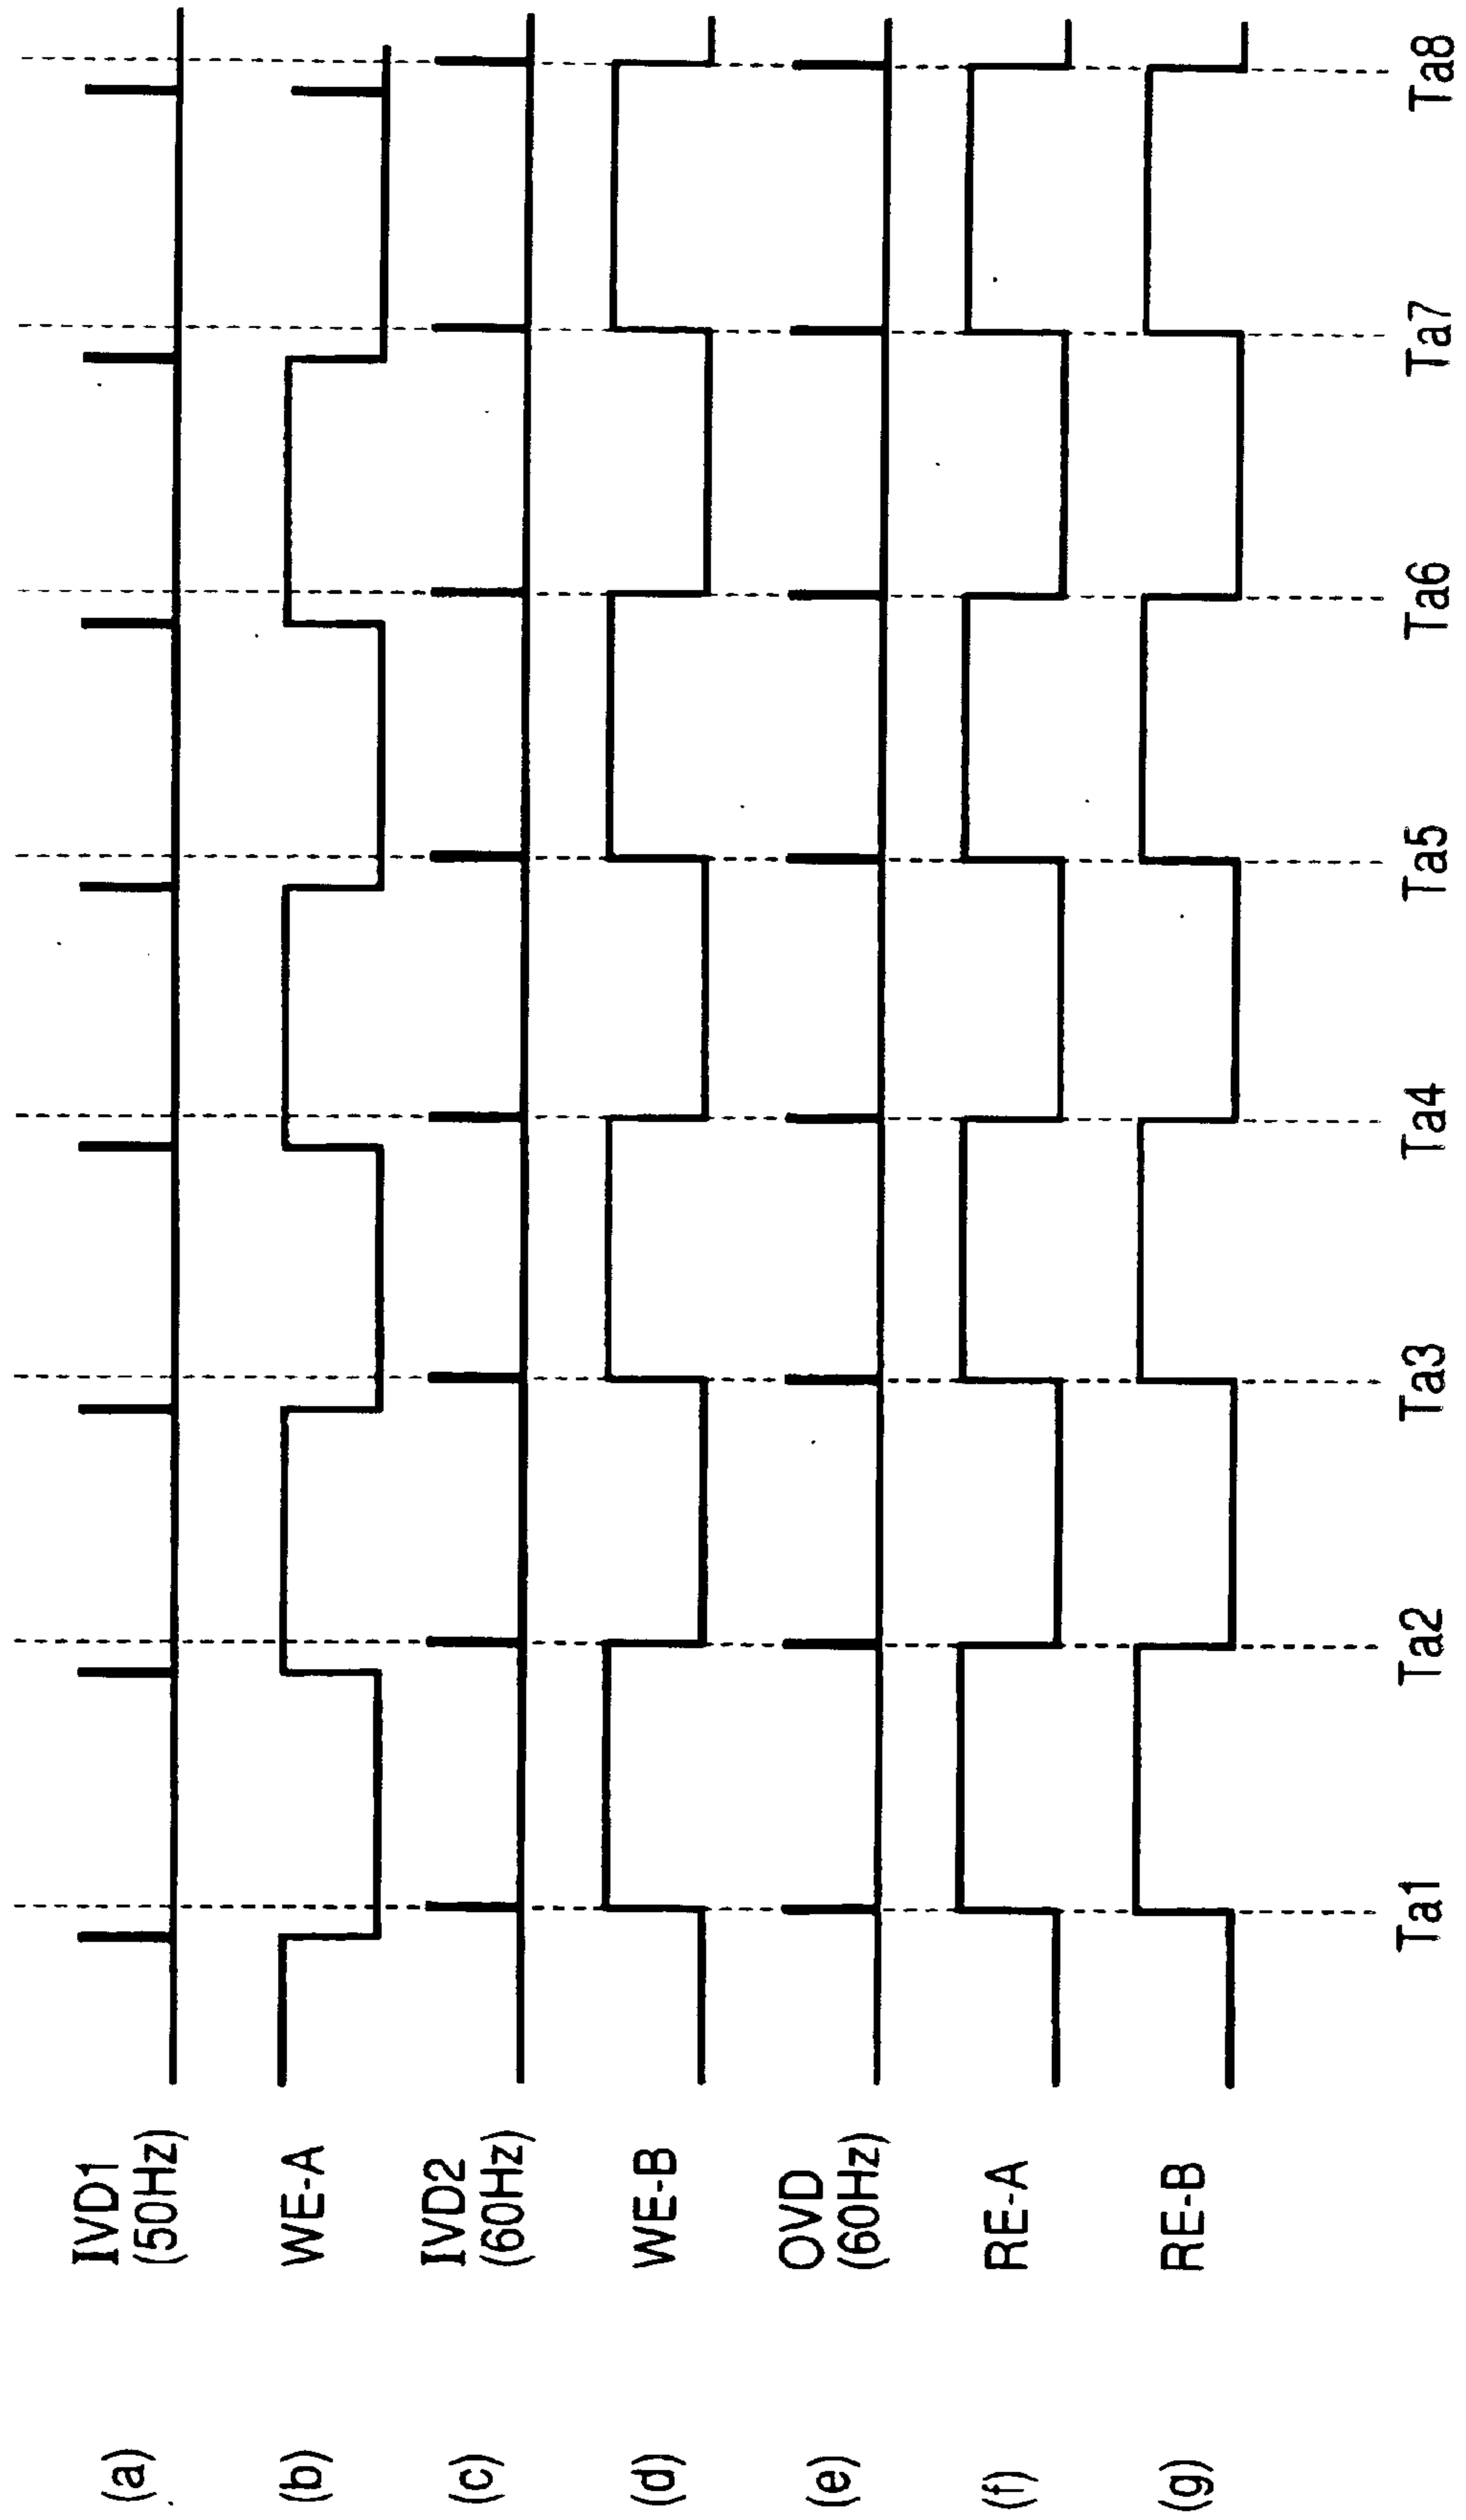 (a) IVD1
(50Hz)
(b) WE-A
(c) IVD2
(60Hz)
(d) WE-B
(e) OVD
(60Hz)
(f) RE-A
(g) RE-B
Ta1 Ta2 Ta3 Ta4 Ta5 Ta6 Ta7 Ta8